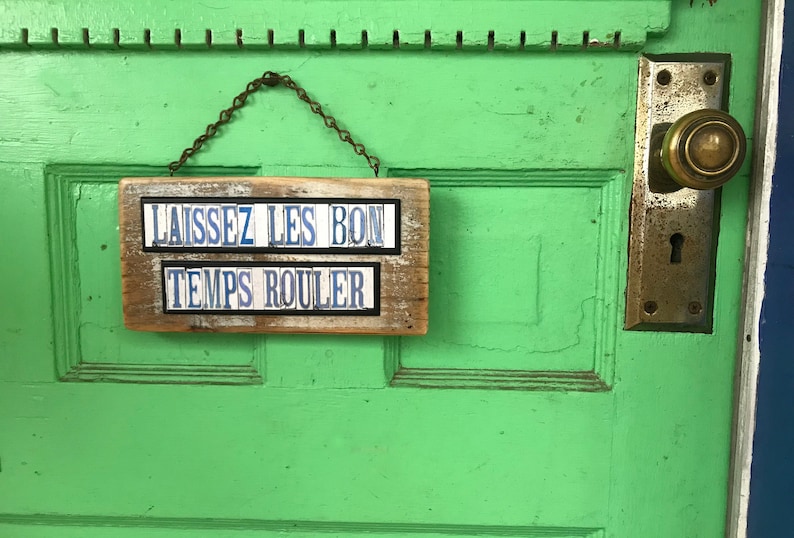 LAISSEZ LES BON
TEMPS ROULER